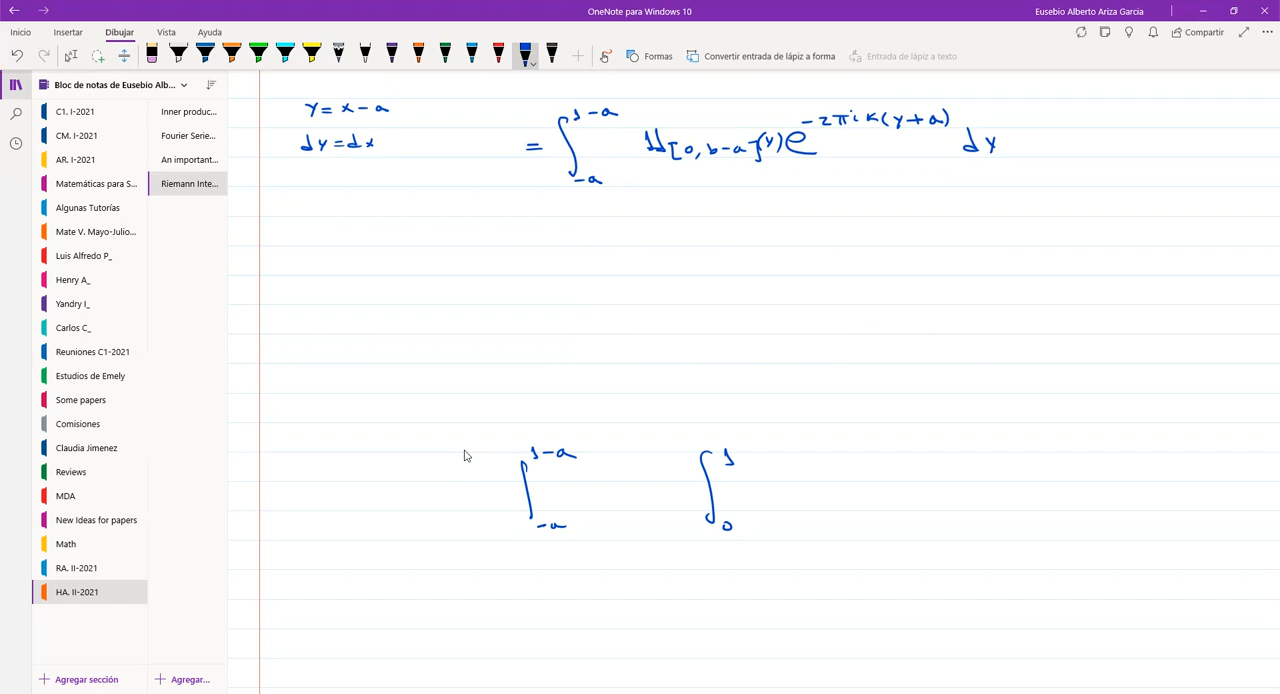 OneNote para Windows 10
Eusebio Alberto Ariza Garcia
Inicio
Insertar
Dibujar
Vista
Ayuda
Compartir
Formas
Convertir entrada de lápiz a forma
Entrada de lápiz a texto
Bloc de notas de Eusebio Alb...
C1. I-2021
CM. I-2021
AR. I-2021
Matemáticas para S...
Algunas Tutorías
Mate V. Mayo-Julio...
Luis Alfredo P_
Henry A_
Yandry I_
Carlos C_
Reuniones C1-2021
Estudios de Emely
Some papers
Comisiones
Claudia Jimenez
Reviews
MDA
New Ideas for papers
Math
RA. II-2021
HA. II-2021
Agregar sección
Inner produc...
Fourier Serie...
An important...
Riemann Inte...
Agregar...
y = x - a
dy = dx
= ∫_{-a}^{1-a} 𝟙[0, b-a](y) e^{-2πik(y+a)} dy
∫_{-a}^{1-a} ∫_0^1